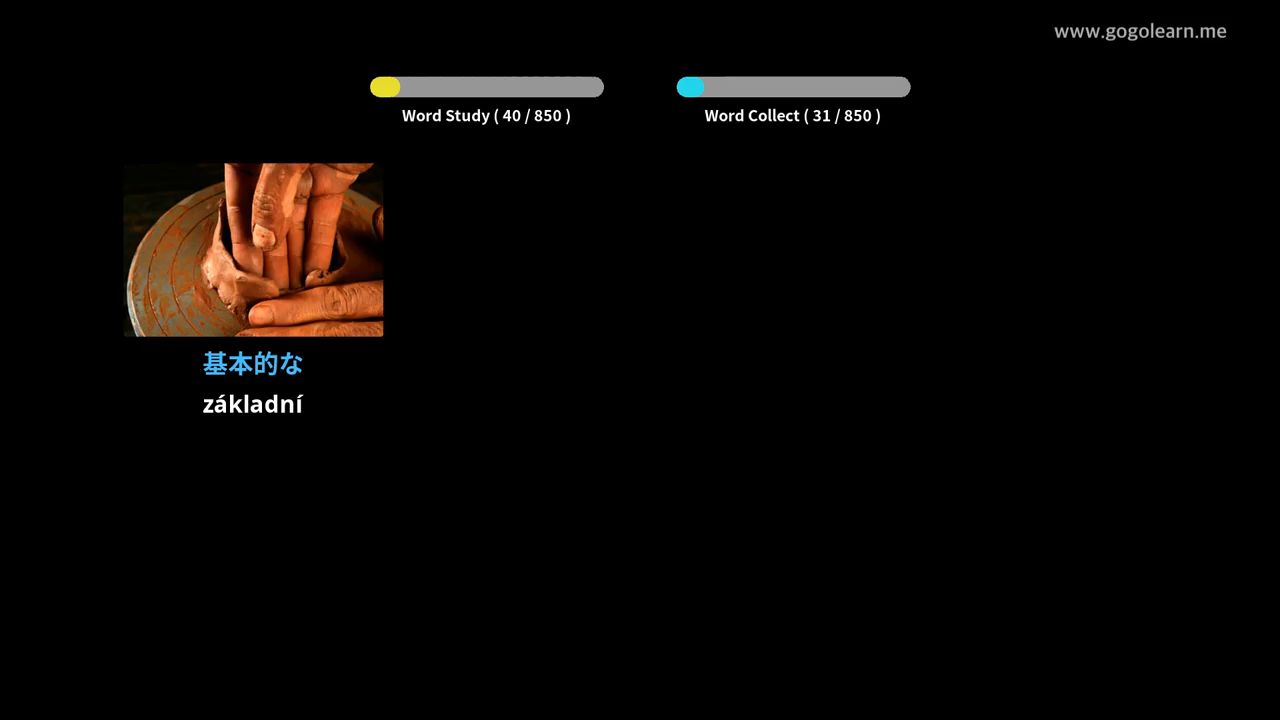 www.gogolearn.me
Word Study ( 40 / 850 )
Word Collect ( 31 / 850 )
基本的な
základní